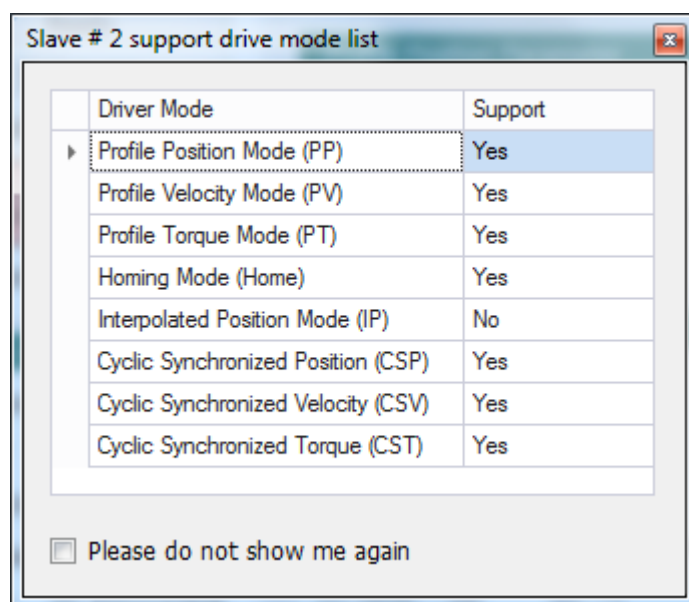 Slave # 2 support drive mode list
Driver Mode Support
Profile Position Mode (PP) Yes
Profile Velocity Mode (PV) Yes
Profile Torque Mode (PT) Yes
Homing Mode (Home) Yes
Interpolated Position Mode (IP) No
Cyclic Synchronized Position (CSP) Yes
Cyclic Synchronized Velocity (CSV) Yes
Cyclic Synchronized Torque (CST) Yes
Please do not show me again